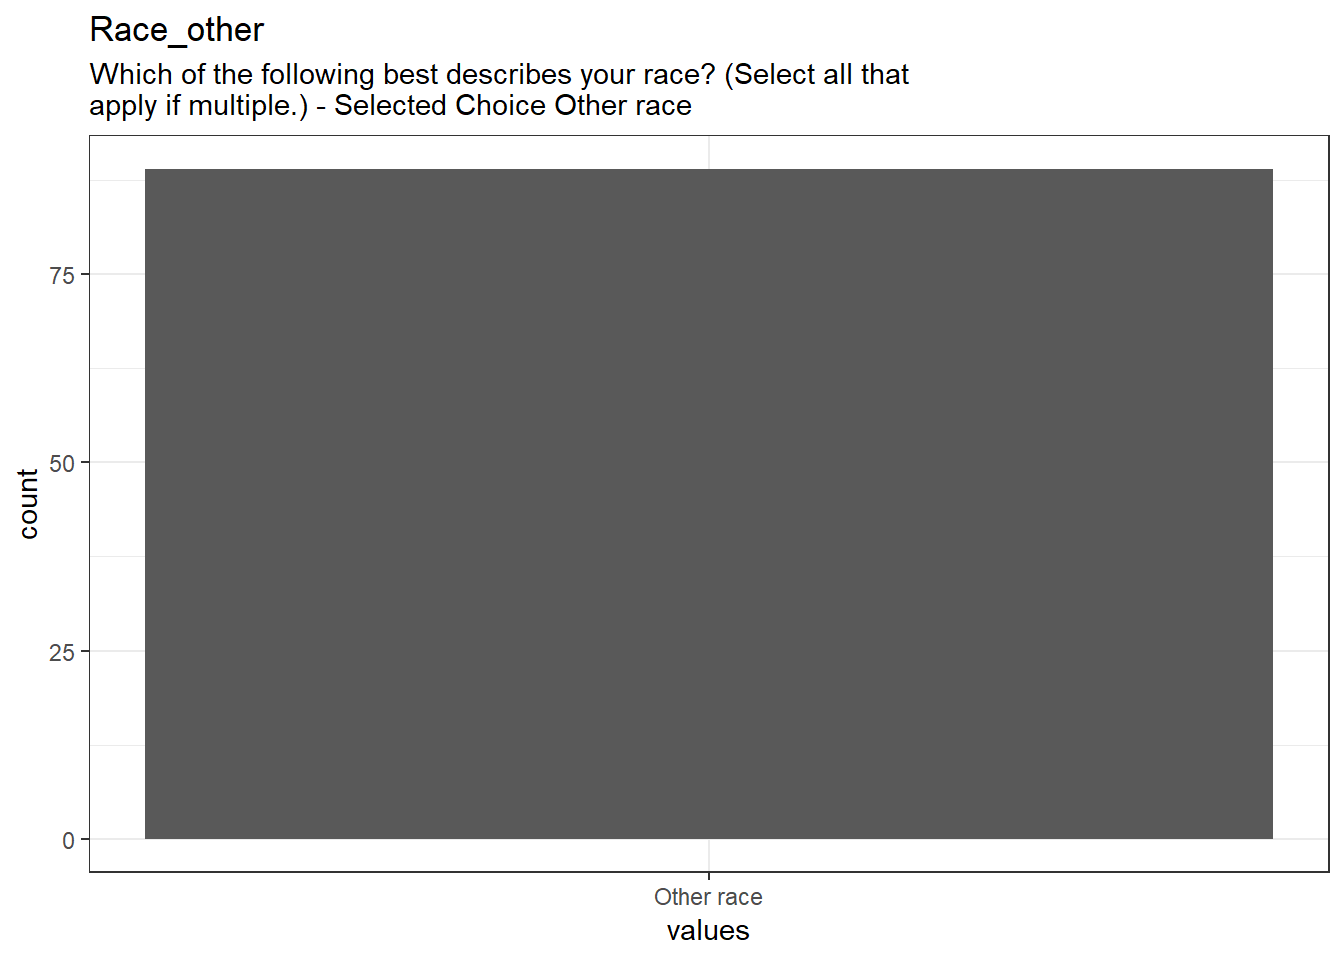 Race_other
Which of the following best describes your race? (Select all that
apply if multiple.) - Selected Choice Other race
75
50
25
0
count
Other race
values